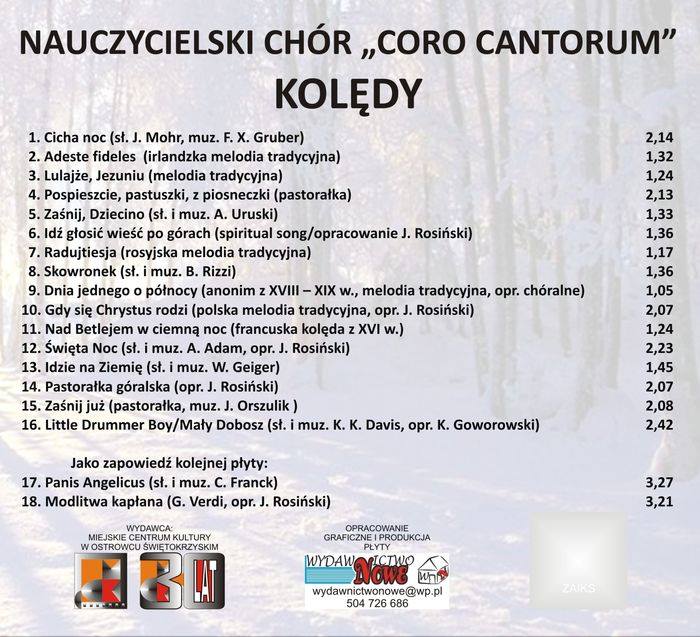 NAUCZYCIELSKI CHÓR „CORO CANTORUM”
KOLĘDY
1. Cicha noc (sł. J. Mohr, muz. F. X. Gruber) 2,14
2. Adeste fideles (irlandzka melodia tradycyjna) 1,32
3. Lulajże, Jezuniu (melodia tradycyjna) 1,24
4. Pospieszcie, pastuszki, z piosneczki (pastorałka) 2,13
5. Zaśnij, Dziecino (sł. i muz. A. Uruski) 1,33
6. Idź głosić wieść po górach (spiritual song/opracowanie J. Rosiński) 1,36
7. Radujtiesja (rosyjska melodia tradycyjna) 1,17
8. Skowronek (sł. i muz. B. Rizzi) 1,36
9. Dnia jednego o północy (anonim z XVIII – XIX w., melodia tradycyjna, opr. chóralne) 1,05
10. Gdy się Chrystus rodzi (polska melodia tradycyjna, opr. J. Rosiński) 2,07
11. Nad Betlejem w ciemną noc (francuska kolęda z XVI w.) 1,24
12. Święta Noc (sł. i muz. A. Adam, opr. J. Rosiński) 2,23
13. Idzie na Ziemię (sł. i muz. W. Geiger) 1,45
14. Pastorałka góralska (opr. J. Rosiński) 2,07
15. Zaśnij już (pastorałka, muz. J. Orszulik ) 2,08
16. Little Drummer Boy/Mały Dobosz (sł. i muz. K. K. Davis, opr. K. Goworowski) 2,42
Jako zapowiedź kolejnej płyty:
17. Panis Angelicus (sł. i muz. C. Franck) 3,27
18. Modlitwa kapłana (G. Verdi, opr. J. Rosiński) 3,21
WYDAWCA:
MIEJSKIE CENTRUM KULTURY
W OSTROWCU ŚWIĘTOKRZYSKIM
LAT
OPRACOWANIE
GRAFICZNE I PRODUKCJA
PŁYTY
WYDAWNICTWO
NOWE
wydawnictwonowe@wp.pl
504 726 686
ZAIKS